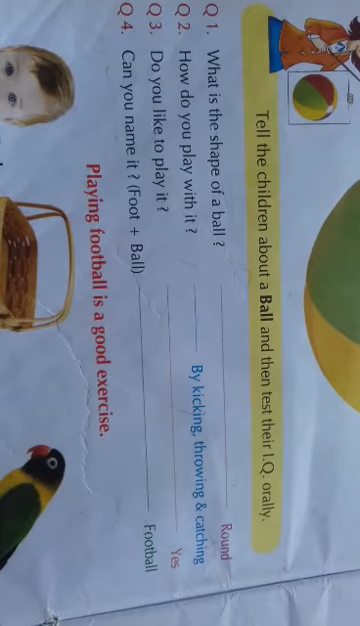 Tell the children about a Ball and then test their I.Q. orally.
Q 1. What is the shape of a ball ? Round
Q 2. How do you play with it ? By kicking, throwing & catching
Q 3. Do you like to play it ? Yes
Q 4. Can you name it ? (Foot + Ball) Football
Playing football is a good exercise.